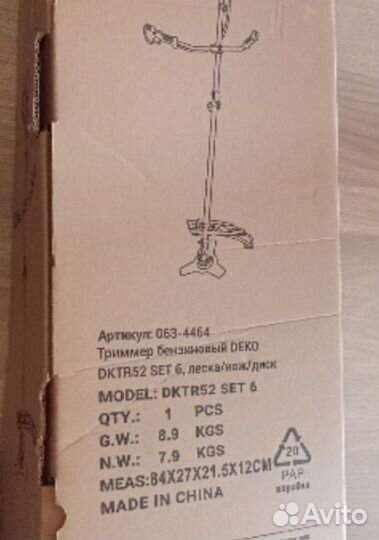 Артикул: 063-4464
Триммер бензиновый DEKO
DKTR52 SET 6, леска/нож/диск
MODEL: DKTR52 SET 6
QTY.: 1 PCS
G.W.: 8.9 KGS
N.W.: 7.9 KGS
MEAS:84X27X21.5X12CM
MADE IN CHINA
20
PAP
коробка
Avito